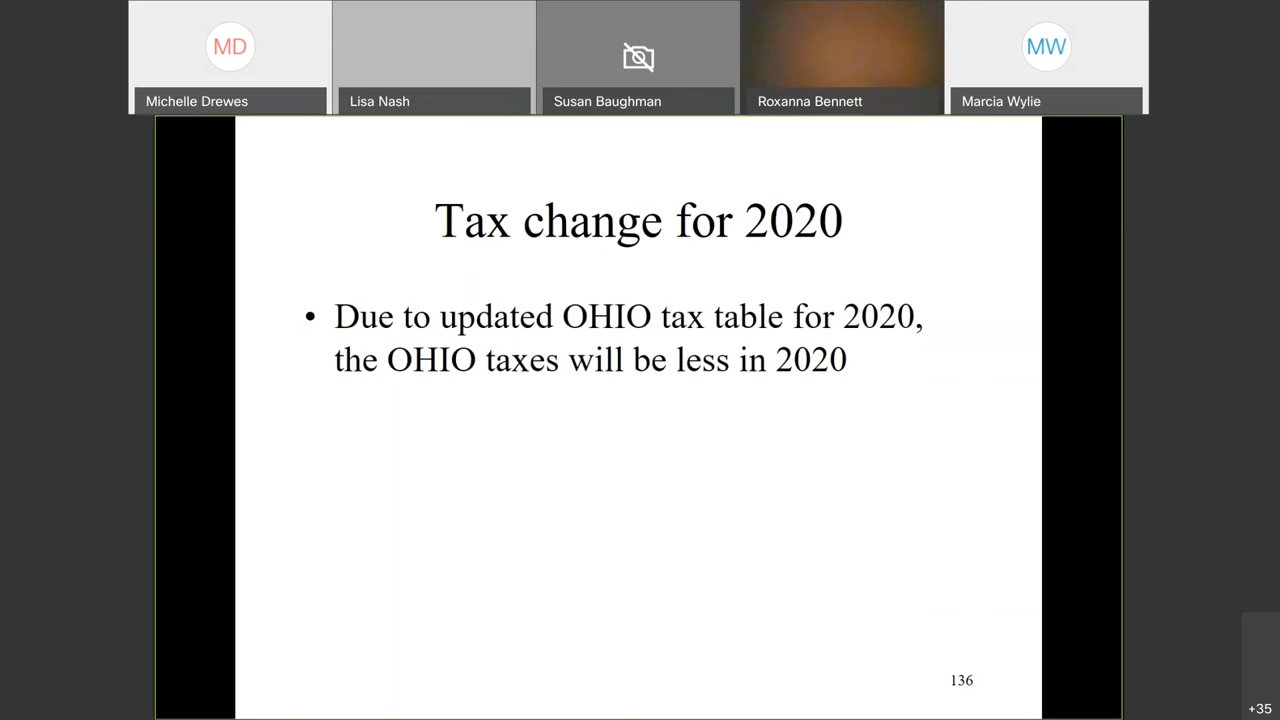 MD
MW
Michelle Drewes
Lisa Nash
Susan Baughman
Roxanna Bennett
Marcia Wylie
Tax change for 2020
• Due to updated OHIO tax table for 2020,
the OHIO taxes will be less in 2020
136
+35